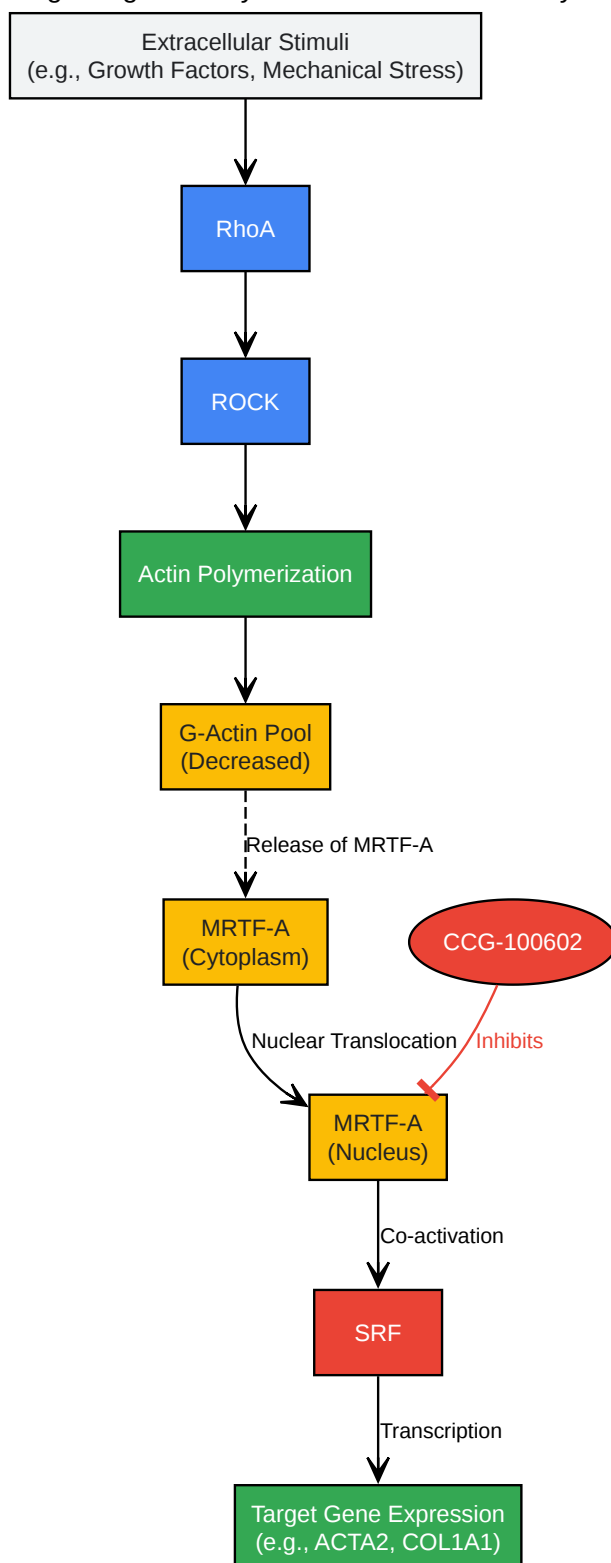 Extracellular Stimuli
(e.g., Growth Factors, Mechanical Stress)
RhoA
ROCK
Actin Polymerization
G-Actin Pool
(Decreased)
Release of MRTF-A
MRTF-A
(Cytoplasm)
CCG-100602
Nuclear Translocation
Inhibits
MRTF-A
(Nucleus)
Co-activation
SRF
Transcription
Target Gene Expression
(e.g., ACTA2, COL1A1)